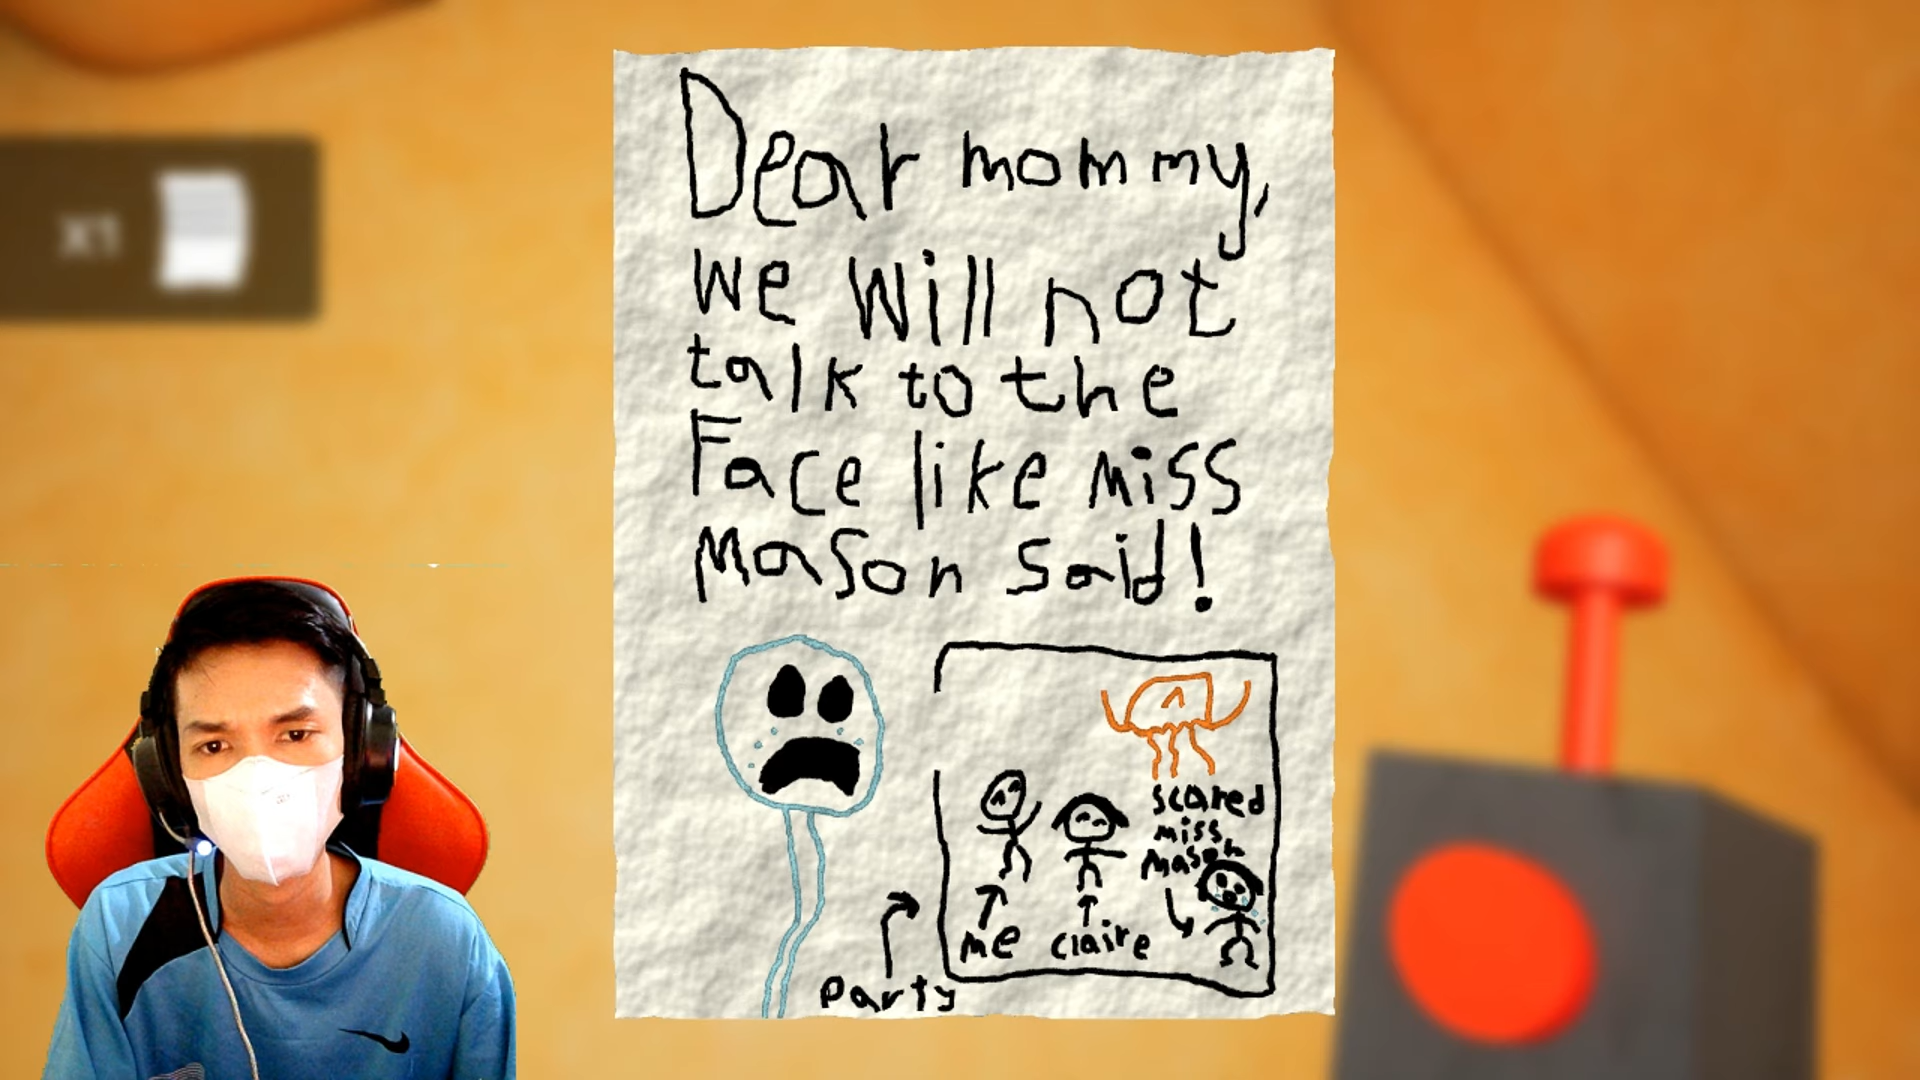 Dear mommy,
we will not
talk to the
Face like miss
mason said!
scared
miss
mason
me claire
party
X1